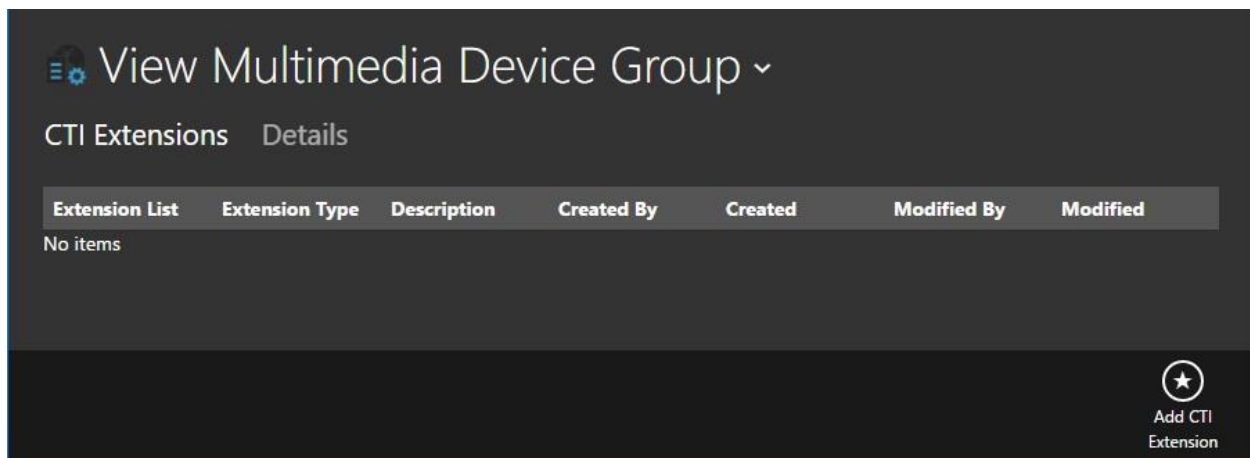 View Multimedia Device Group
CTI Extensions Details
Extension List Extension Type Description Created By Created Modified By Modified
No items
Add CTI
Extension